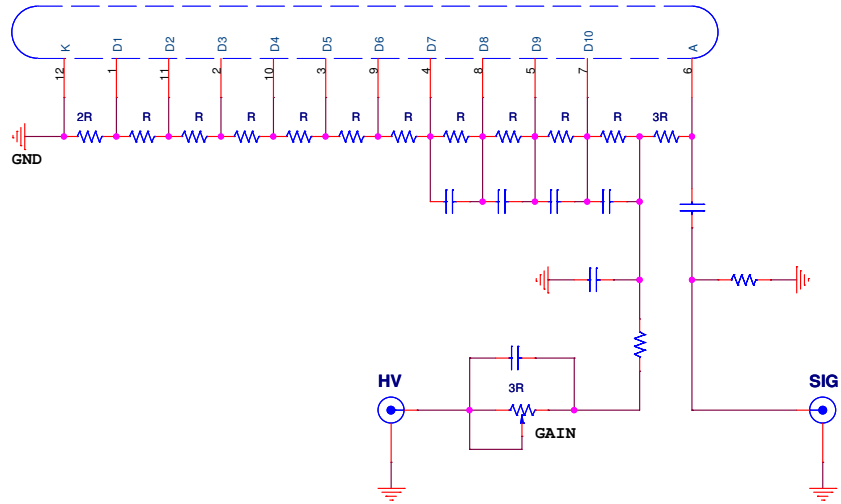 K D1 D2 D3 D4 D5 D6 D7 D8 D9 D10 A
12 1 11 2 10 3 9 4 8 5 7 6
2R R R R R R R R R R R 3R
GND
3R
HV
SIG
GAIN